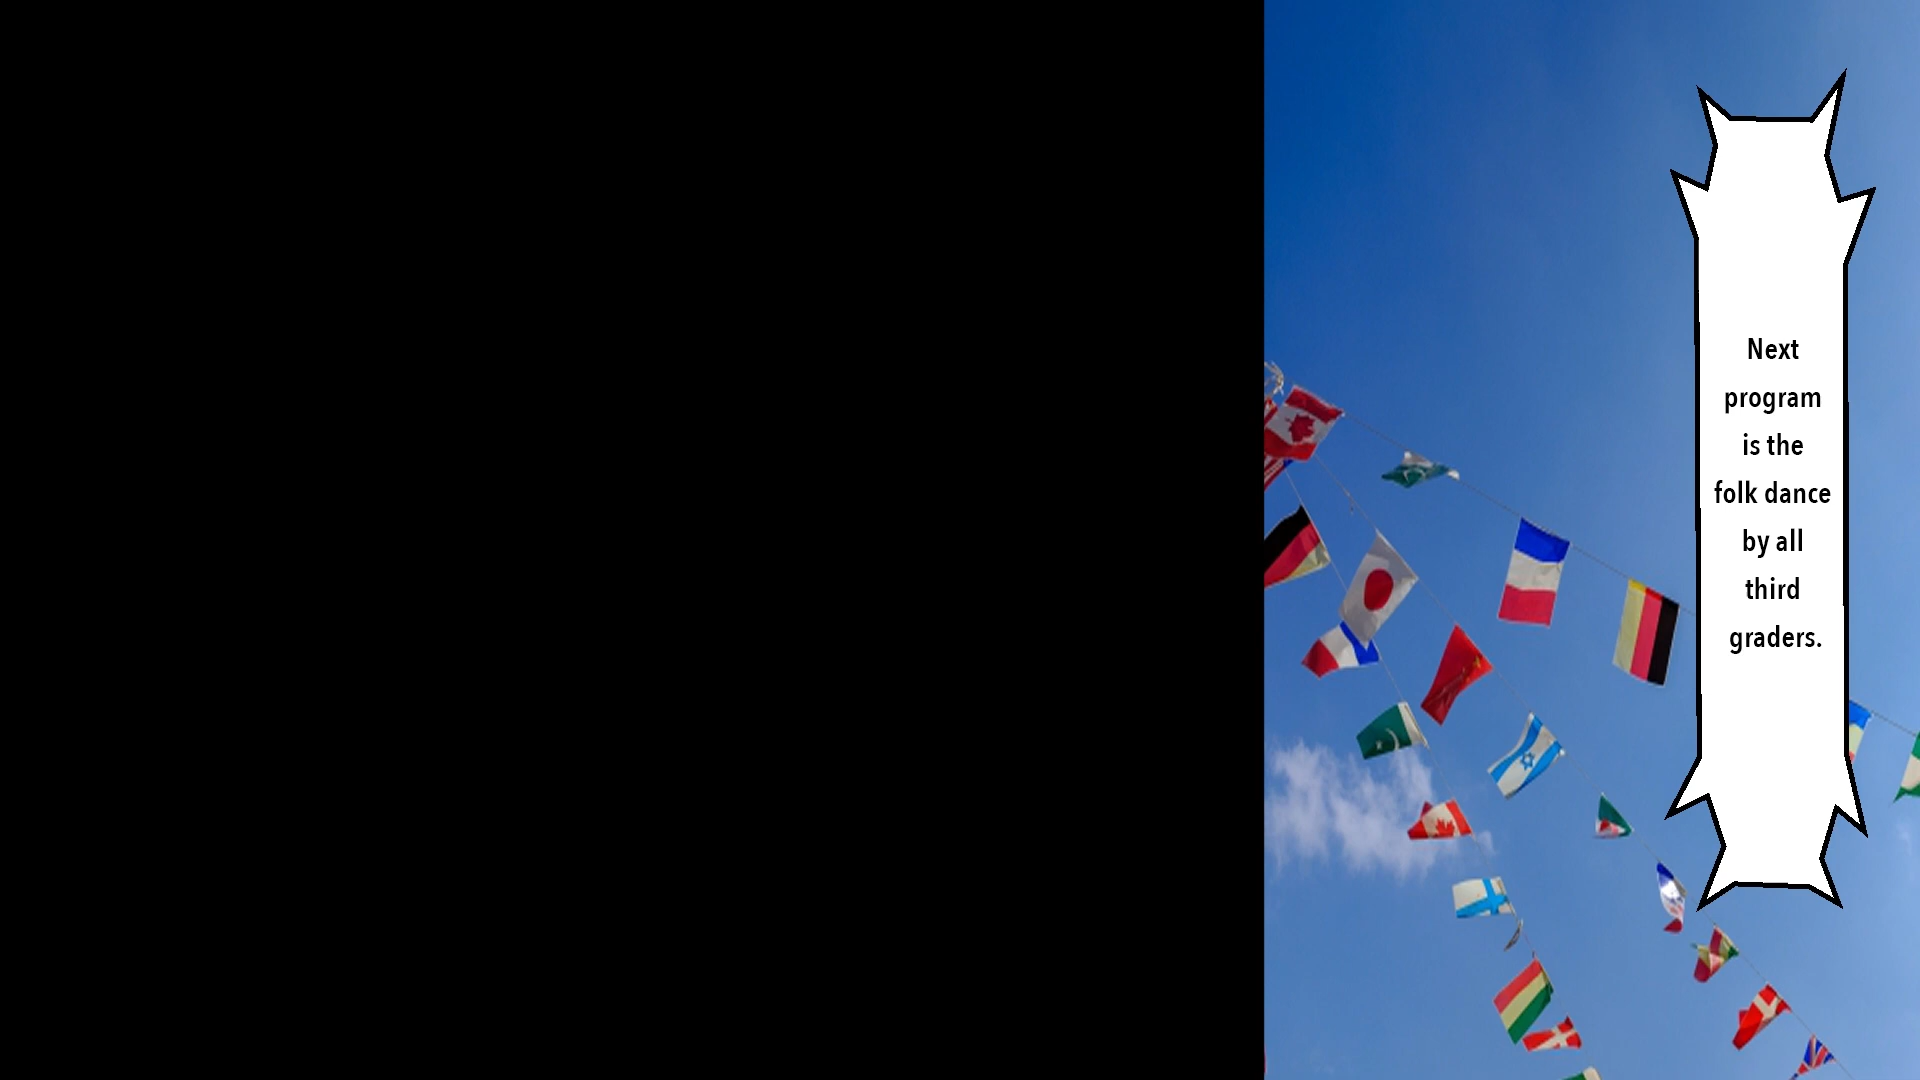 Next
program
is the
folk dance
by all
third
graders.